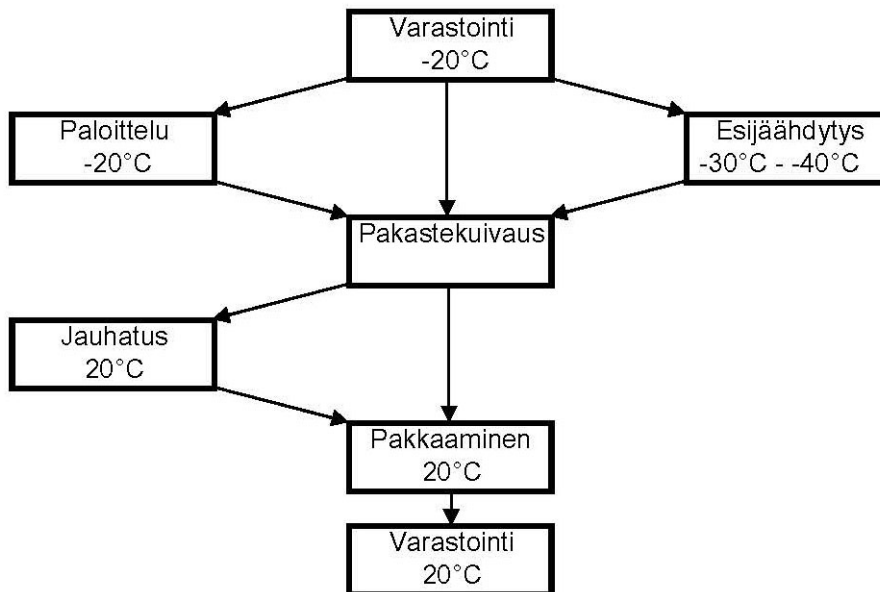 Varastointi
-20°C
Paloittelu
-20°C
Esijäähdytys
-30°C - -40°C
Pakastekuivaus
Jauhatus
20°C
Pakkaaminen
20°C
Varastointi
20°C